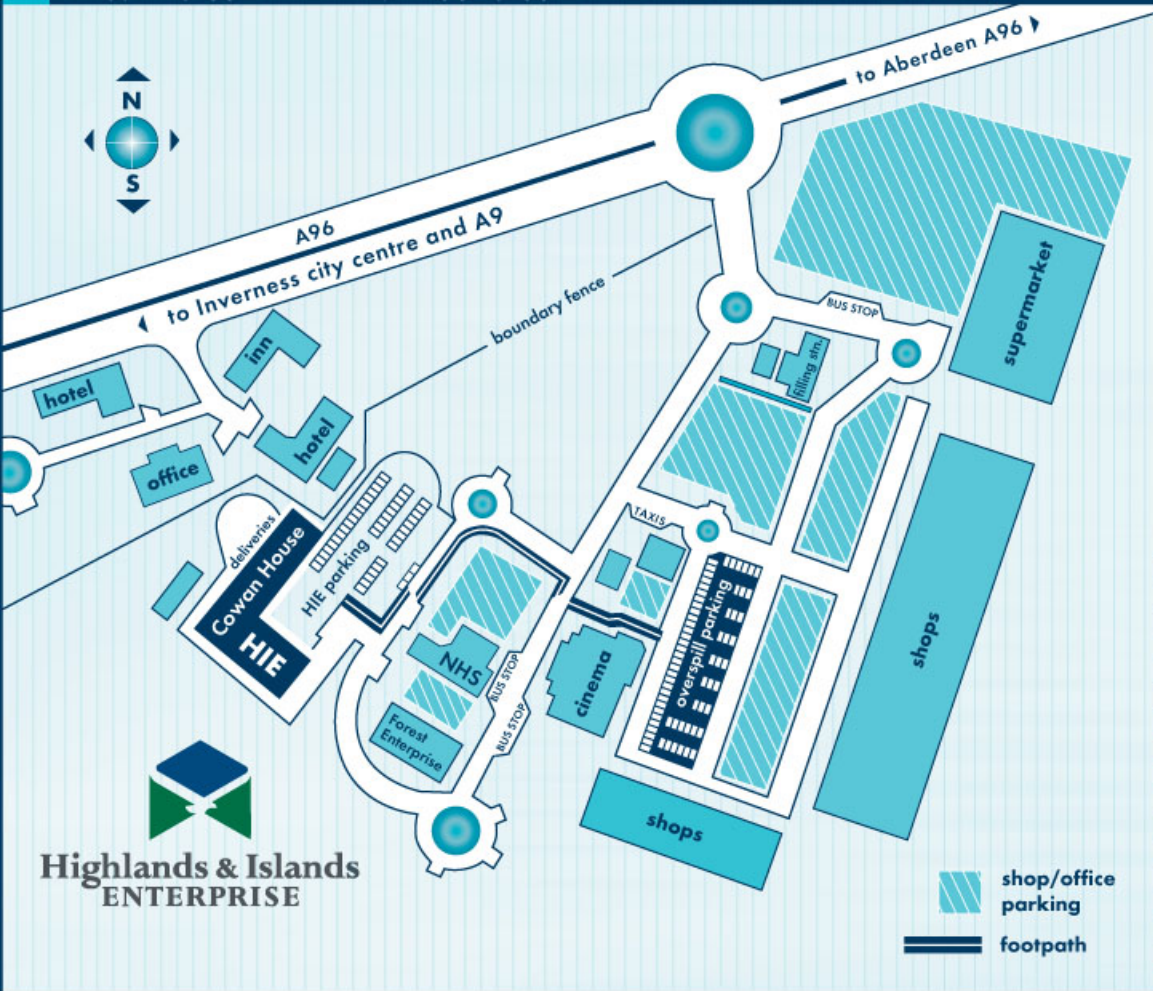 to Aberdeen A96
N
S
A96
to Inverness city centre and A9
boundary fence
BUS STOP
supermarket
filling stn.
inn
hotel
hotel
office
TAXIS
deliveries
Cowan House
HIE
HIE parking
overspill parking
shops
NHS
BUS STOP
BUS STOP
cinema
Forest
Enterprise
shops
Highlands & Islands
ENTERPRISE
shop/office
parking
footpath